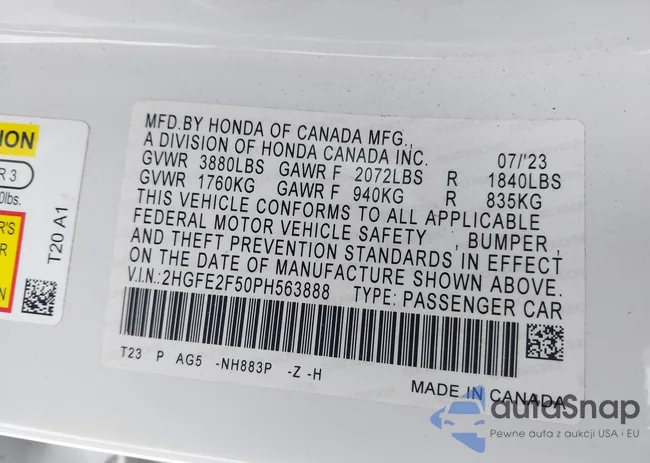 MFD.BY HONDA OF CANADA MFG.,
A DIVISION OF HONDA CANADA INC. 07/'23
GVWR 3880LBS GAWR F 2072LBS R 1840LBS
GVWR 1760KG GAWR F 940KG R 835KG
THIS VEHICLE CONFORMS TO ALL APPLICABLE
FEDERAL MOTOR VEHICLE SAFETY , BUMPER,
AND THEFT PREVENTION STANDARDS IN EFFECT
ON THE DATE OF MANUFACTURE SHOWN ABOVE.
V.I.N.:2HGFE2F50PH563888 TYPE: PASSENGER CAR
T23 P AG5 -NH883P -Z -H
MADE IN CANADA
ION
R 3
0lbs.
R'S
T20 A1
autoSnap
Pewne auta z aukcji USA i EU